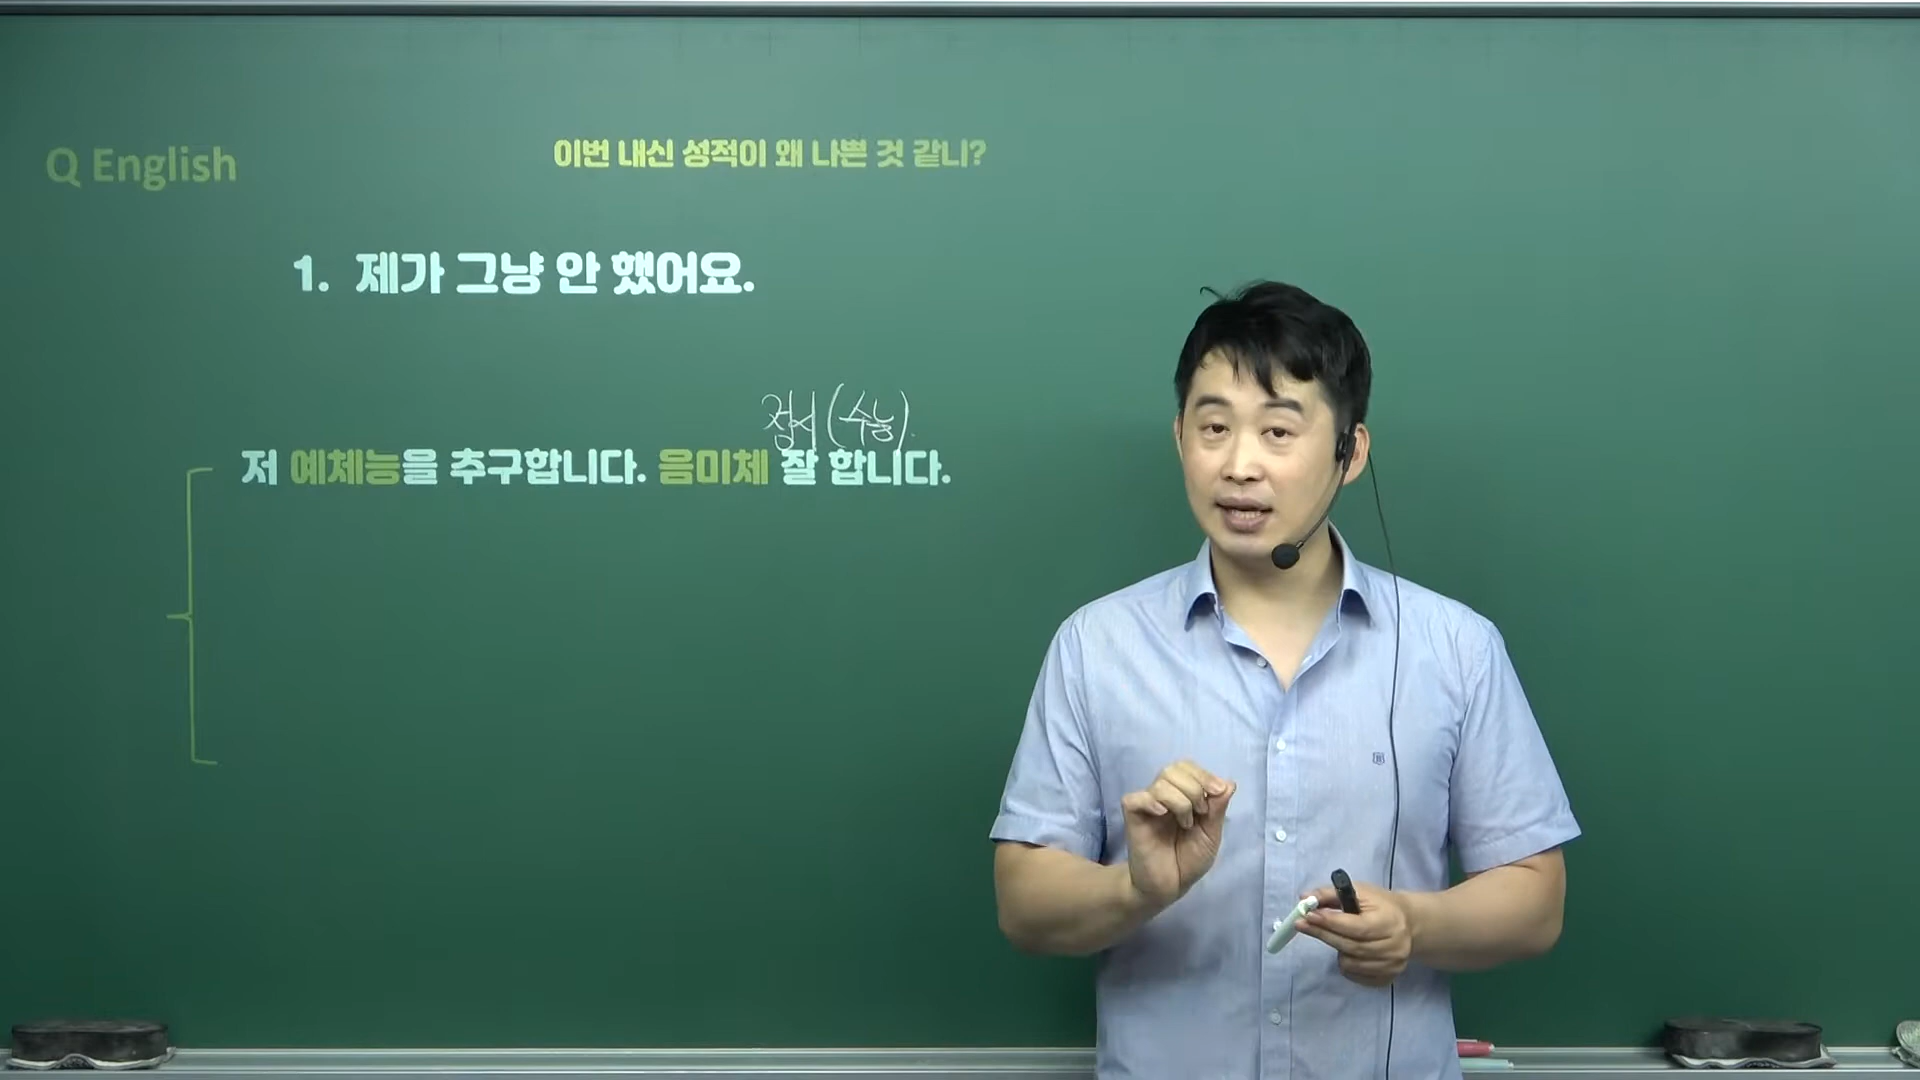 Q English
이번 내신 성적이 왜 나쁜 것 같니?
1. 제가 그냥 안 했어요.
정시 (수능).
저 예체능을 추구합니다. 음미체 잘 합니다.